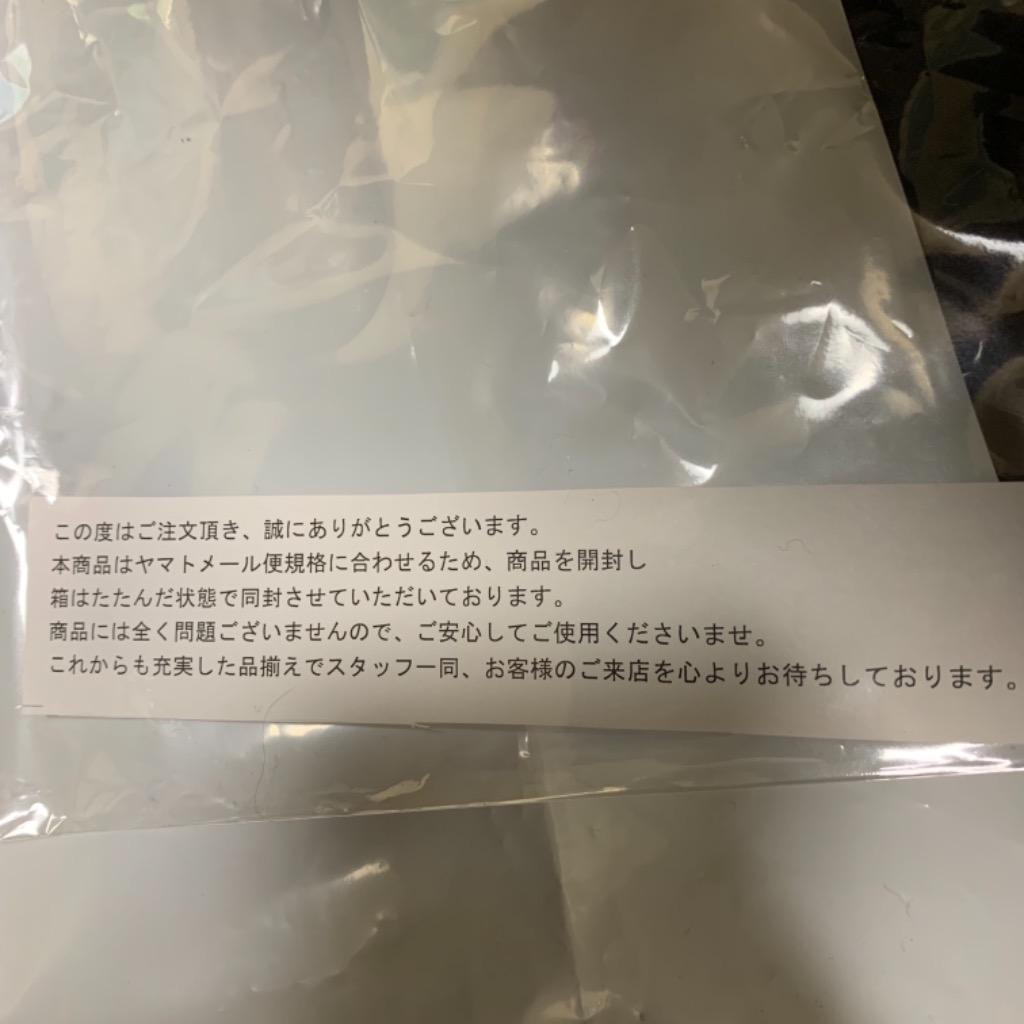 この度はご注文頂き、誠にありがとうございます。
本商品はヤマトメール便規格に合わせるため、商品を開封し
箱はたたんだ状態で同封させていただいております。
商品には全く問題ございませんので、ご安心してご使用くださいませ。
これからも充実した品揃えでスタッフ一同、お客様のご来店を心よりお待ちしております。